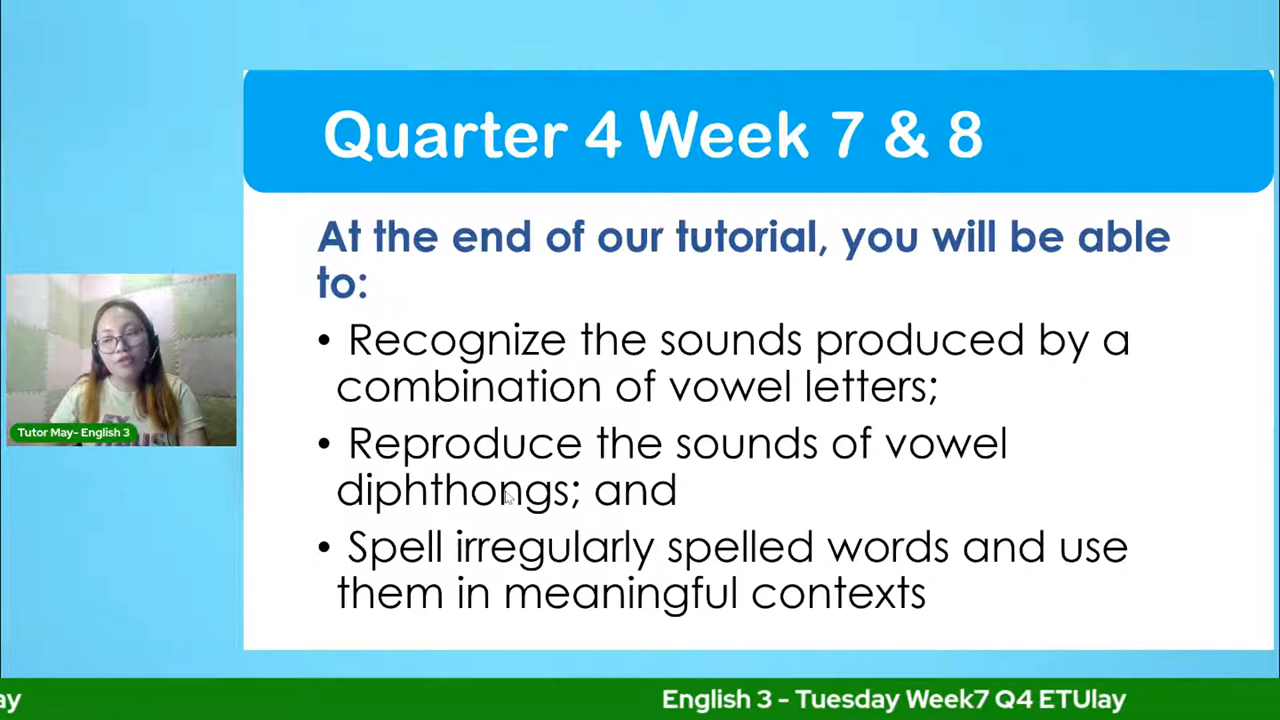 Quarter 4 Week 7 & 8
At the end of our tutorial, you will be able
to:
• Recognize the sounds produced by a
combination of vowel letters;
• Reproduce the sounds of vowel
diphthongs; and
• Spell irregularly spelled words and use
them in meaningful contexts
Tutor May- English 3
ay
English 3 - Tuesday Week7 Q4 ETUlay